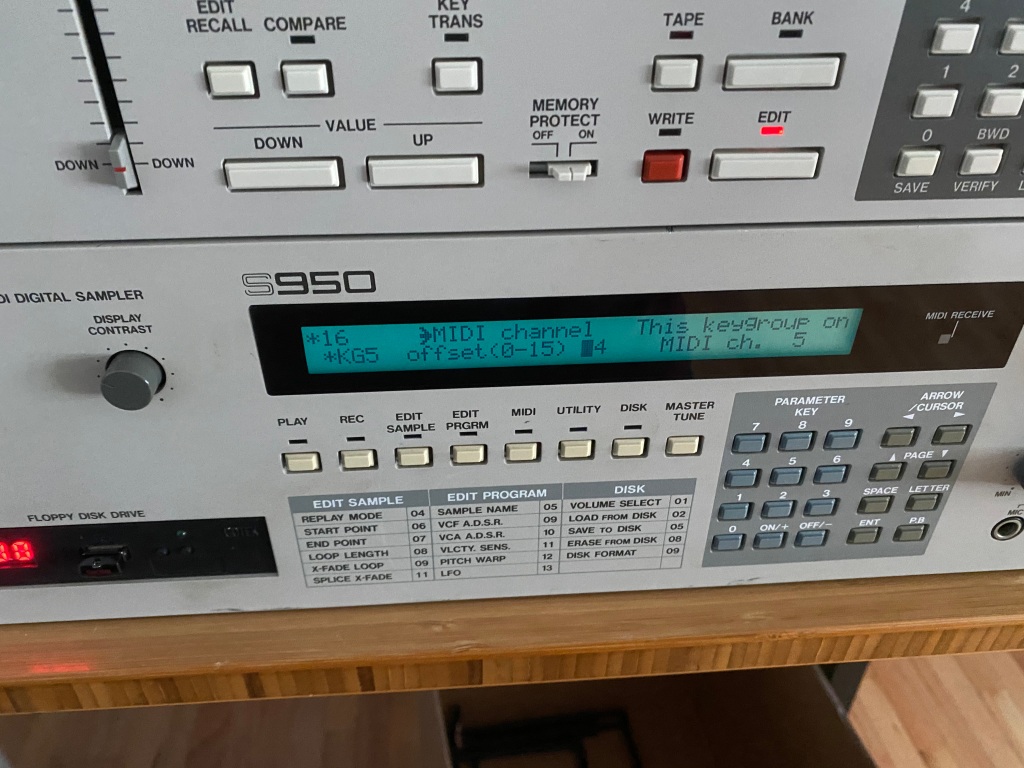 EDIT
RECALL
COMPARE
KEY
TRANS
TAPE
BANK
4
1
2
VALUE
DOWN
UP
MEMORY
PROTECT
OFF
ON
WRITE
EDIT
0
BWD
DOWN
DOWN
SAVE
VERIFY
DIGITAL SAMPLER
DISPLAY
CONTRAST
S950
*16
*KG5
MIDI channel
offset(0-15)
4
This keygroup on
MIDI ch. 5
MIDI RECEIVE
PLAY
REC
EDIT
SAMPLE
EDIT
PRGRM
MIDI
UTILITY
DISK
MASTER
TUNE
PARAMETER
KEY
ARROW
/CURSOR
7
8
9
4
5
6
PAGE
1
2
3
SPACE
LETTER
0
ON/+
OFF/−
ENT
P.B
MIN
MIC
FLOPPY DISK DRIVE
EDIT SAMPLE
REPLAY MODE 04
START POINT 06
END POINT 07
LOOP LENGTH 08
X-FADE LOOP 09
SPLICE X-FADE 11
EDIT PROGRAM
SAMPLE NAME 05
VCF A.D.S.R. 09
VCA A.D.S.R. 10
VLCTY. SENS. 11
PITCH WARP 12
LFO 13
DISK
VOLUME SELECT 01
LOAD FROM DISK 02
SAVE TO DISK 05
ERASE FROM DISK 08
DISK FORMAT 09